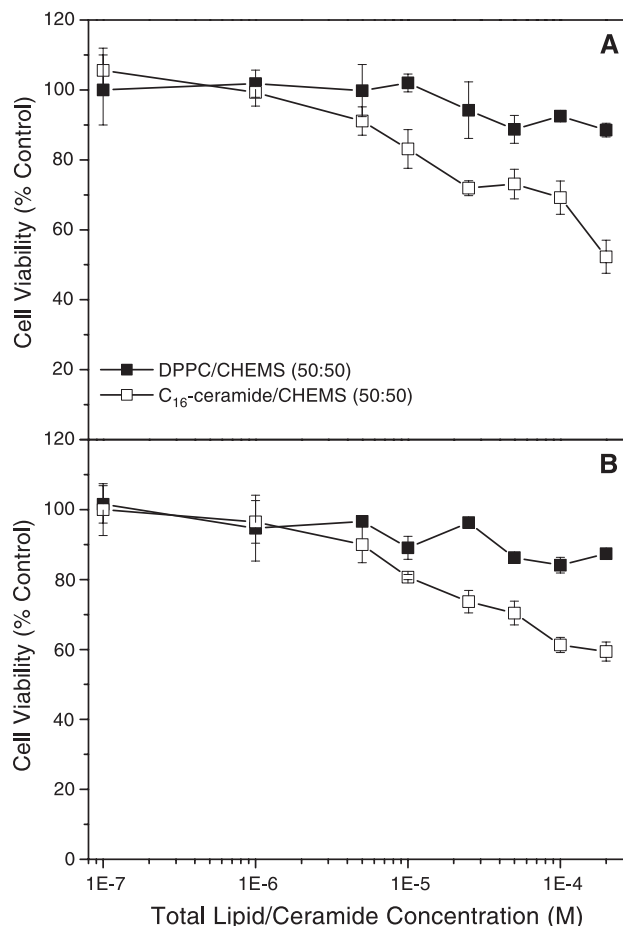 120
A
100
80
60
40
20
Cell Viability (% Control)
DPPC/CHEMS (50:50)
C₁₆-ceramide/CHEMS (50:50)
120
B
100
80
60
40
20
0
Cell Viability (% Control)
1E-7 1E-6 1E-5 1E-4
Total Lipid/Ceramide Concentration (M)